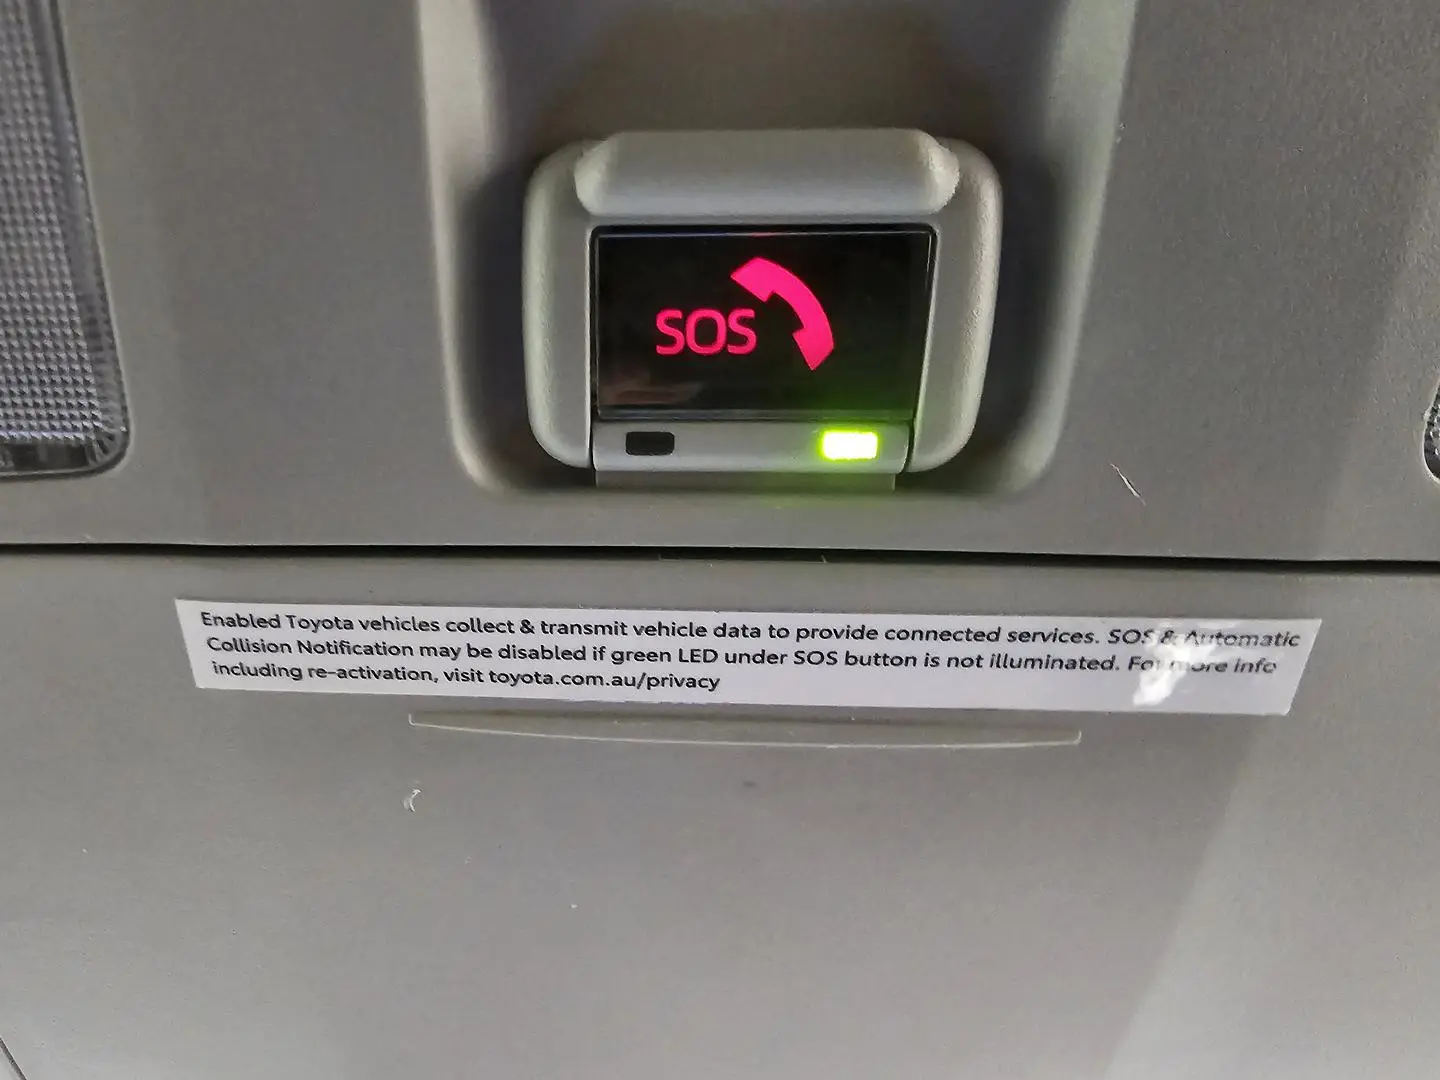 SOS
Enabled Toyota vehicles collect & transmit vehicle data to provide connected services. SOS & Automatic
Collision Notification may be disabled if green LED under SOS button is not illuminated. For more info
including re-activation, visit toyota.com.au/privacy